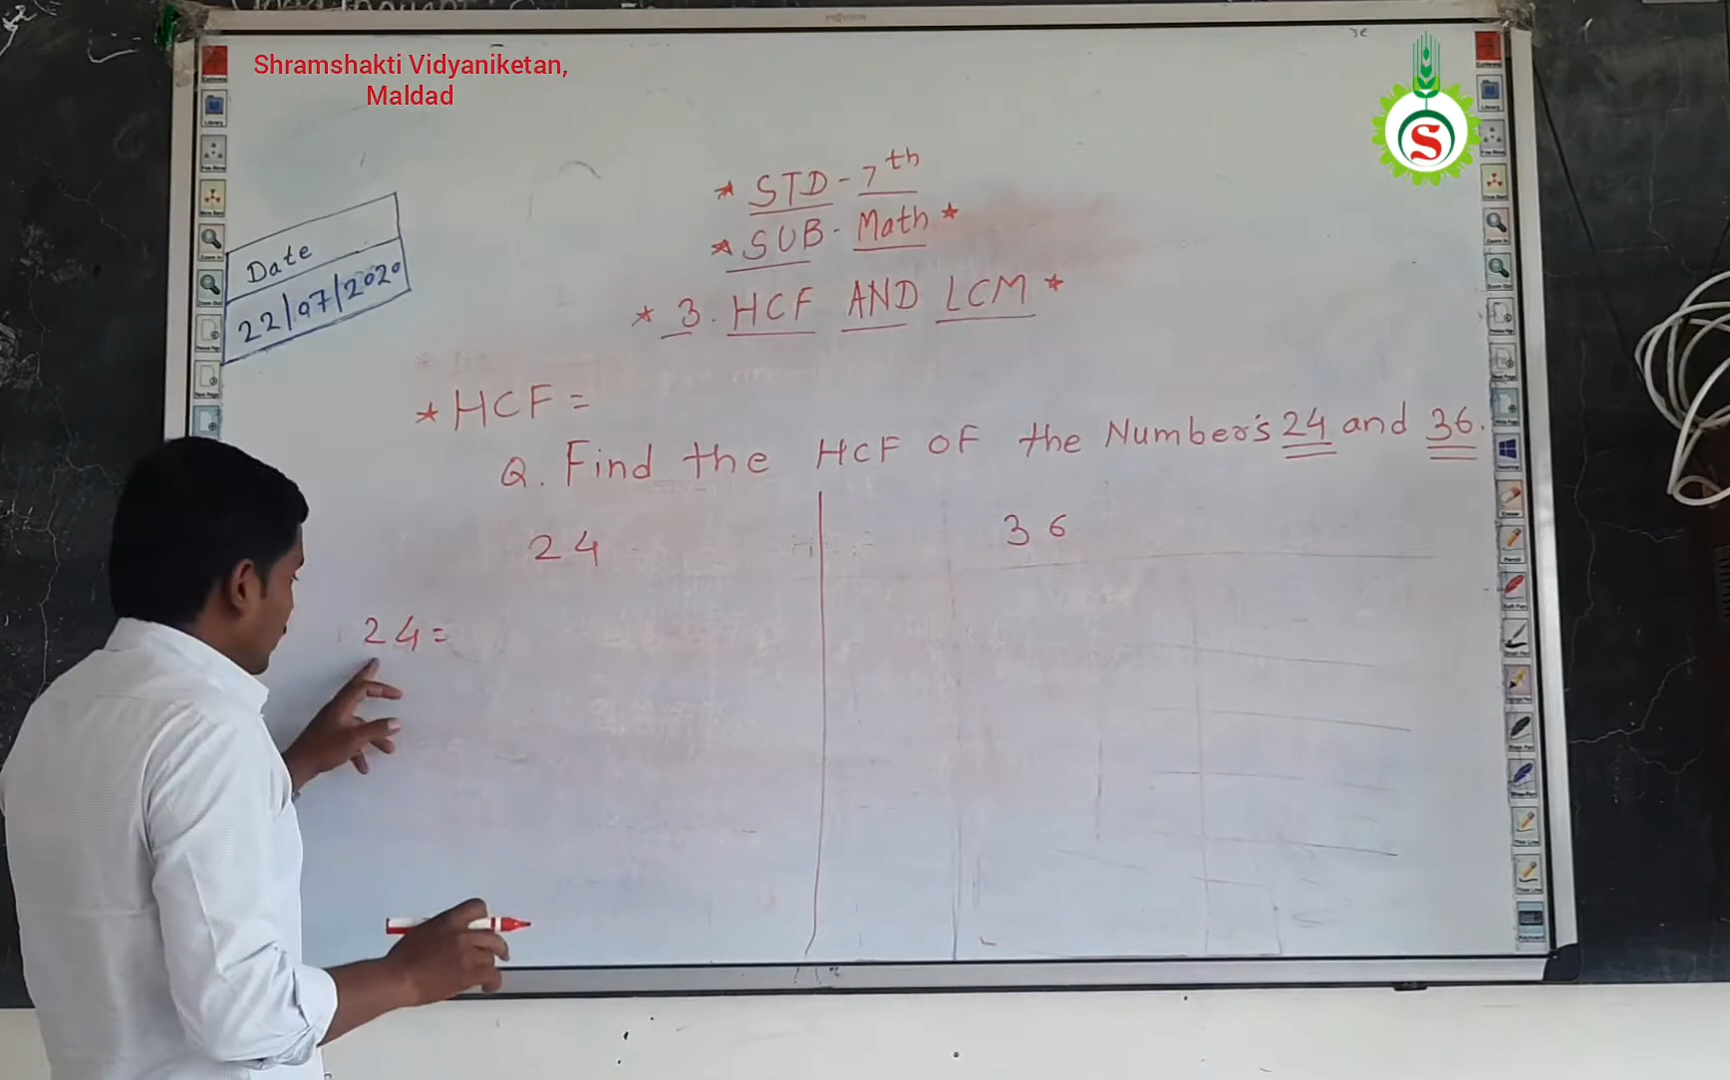 Shramshakti Vidyaniketan,
Maldad
S
* STD - 7th
* SUB - Math *
* 3. HCF AND LCM *
Date
22/07/2020
* HCF =
Q. Find the HCF OF the Number's 24 and 36.
24
36
24=